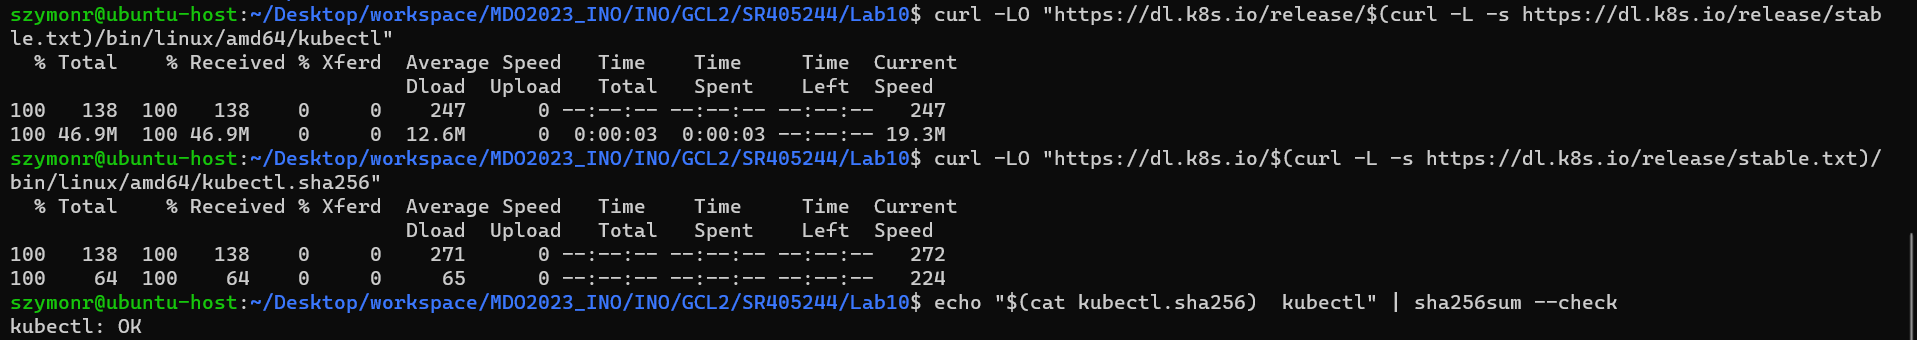 szymonr@ubuntu-host:~/Desktop/workspace/MDO2023_INO/INO/GCL2/SR405244/Lab10$ curl -LO "https://dl.k8s.io/release/$(curl -L -s https://dl.k8s.io/release/stab
le.txt)/bin/linux/amd64/kubectl"
  % Total    % Received % Xferd  Average Speed   Time    Time     Time  Current
                                 Dload  Upload   Total   Spent    Left  Speed
100   138  100   138    0     0    247      0 --:--:-- --:--:-- --:--:--   247
100 46.9M  100 46.9M    0     0  12.6M      0  0:00:03  0:00:03 --:--:-- 19.3M
szymonr@ubuntu-host:~/Desktop/workspace/MDO2023_INO/INO/GCL2/SR405244/Lab10$ curl -LO "https://dl.k8s.io/$(curl -L -s https://dl.k8s.io/release/stable.txt)/
bin/linux/amd64/kubectl.sha256"
  % Total    % Received % Xferd  Average Speed   Time    Time     Time  Current
                                 Dload  Upload   Total   Spent    Left  Speed
100   138  100   138    0     0    271      0 --:--:-- --:--:-- --:--:--   272
100    64  100    64    0     0     65      0 --:--:-- --:--:-- --:--:--   224
szymonr@ubuntu-host:~/Desktop/workspace/MDO2023_INO/INO/GCL2/SR405244/Lab10$ echo "$(cat kubectl.sha256)  kubectl" | sha256sum --check
kubectl: OK